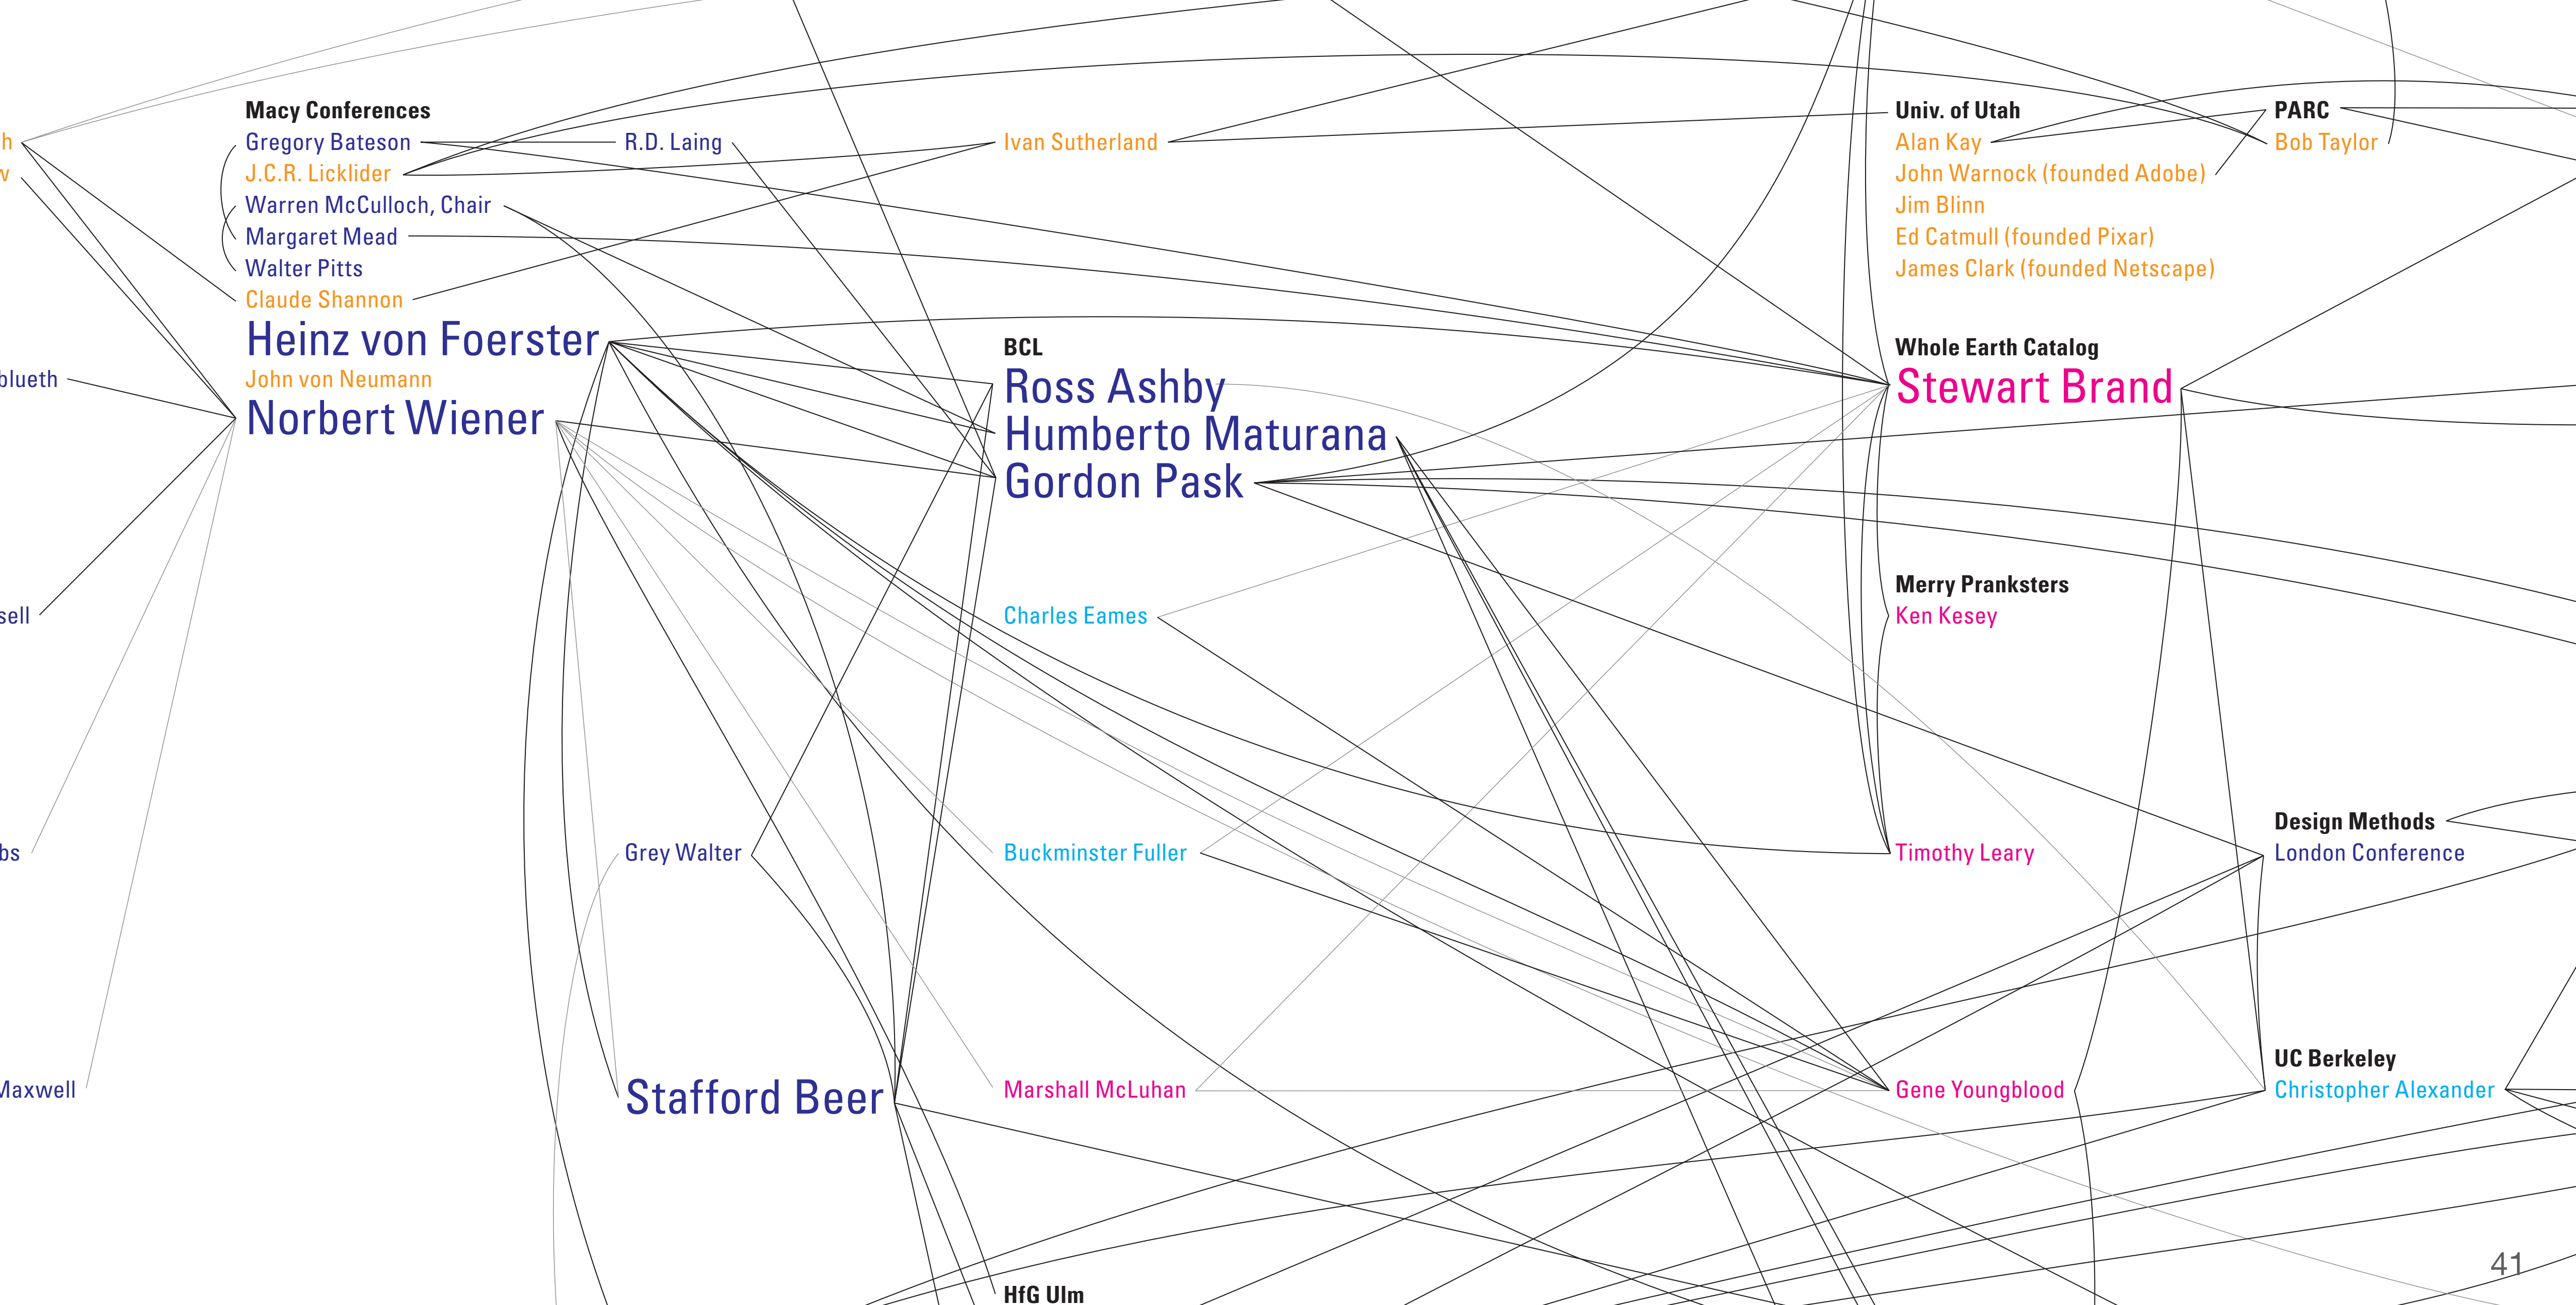 Macy Conferences
Gregory Bateson
J.C.R. Licklider
Warren McCulloch, Chair
Margaret Mead
Walter Pitts
Claude Shannon
Heinz von Foerster
John von Neumann
Norbert Wiener
R.D. Laing
Grey Walter
Stafford Beer
Ivan Sutherland
BCL
Ross Ashby
Humberto Maturana
Gordon Pask
Charles Eames
Buckminster Fuller
Marshall McLuhan
HfG Ulm
Univ. of Utah
Alan Kay
John Warnock (founded Adobe)
Jim Blinn
Ed Catmull (founded Pixar)
James Clark (founded Netscape)
Whole Earth Catalog
Stewart Brand
Merry Pranksters
Ken Kesey
Timothy Leary
Gene Youngblood
PARC
Bob Taylor
Design Methods
London Conference
UC Berkeley
Christopher Alexander
Maxwell
41